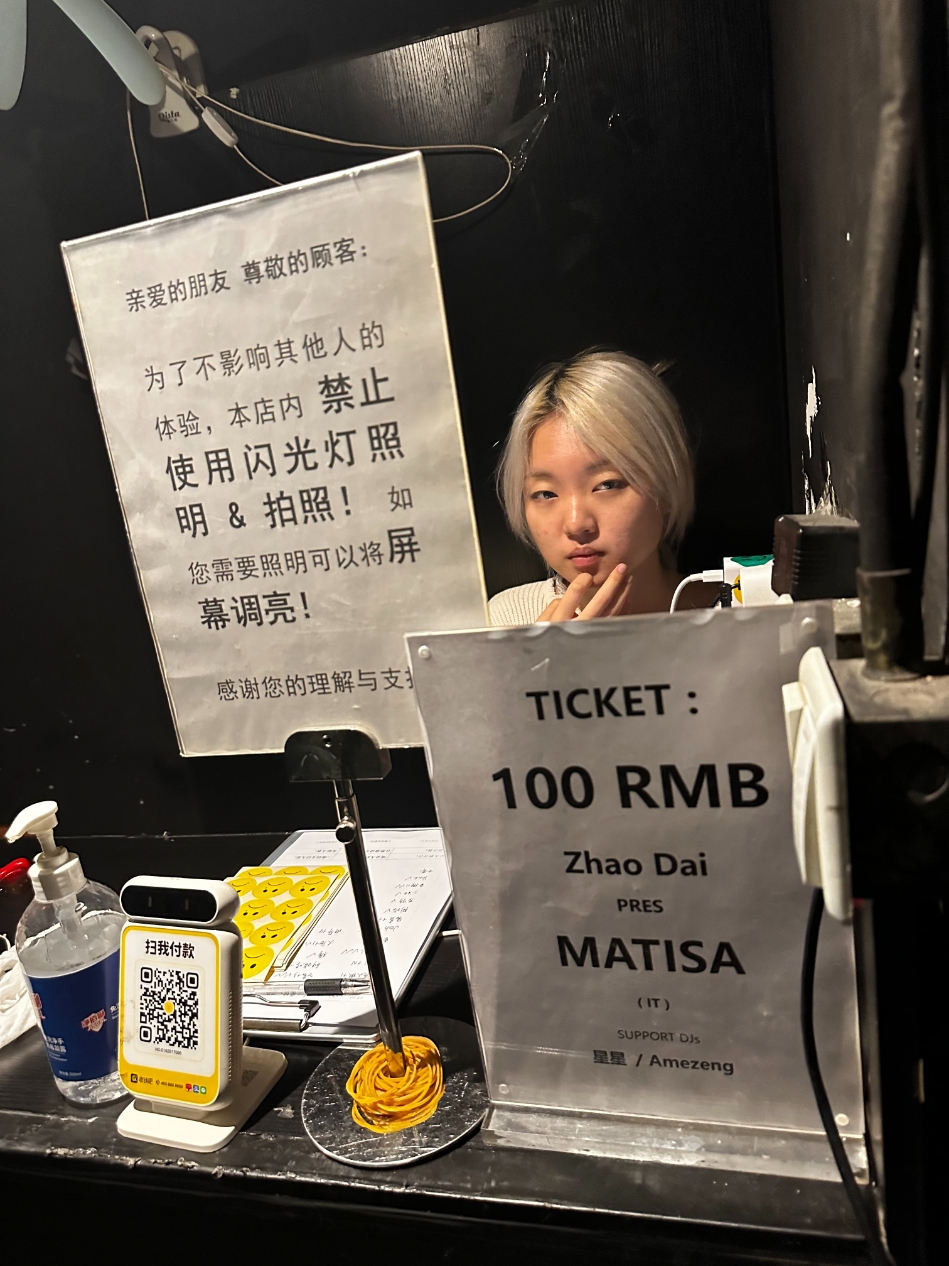 亲爱的朋友 尊敬的顾客：
为了不影响其他人的
体验，本店内 禁止
使用闪光灯照
明 & 拍照！ 如
您需要照明可以将屏
幕调亮！
感谢您的理解与支
TICKET :
100 RMB
Zhao Dai
PRES
MATISA
( IT )
SUPPORT DJs
星星 / Amezeng
扫我付款